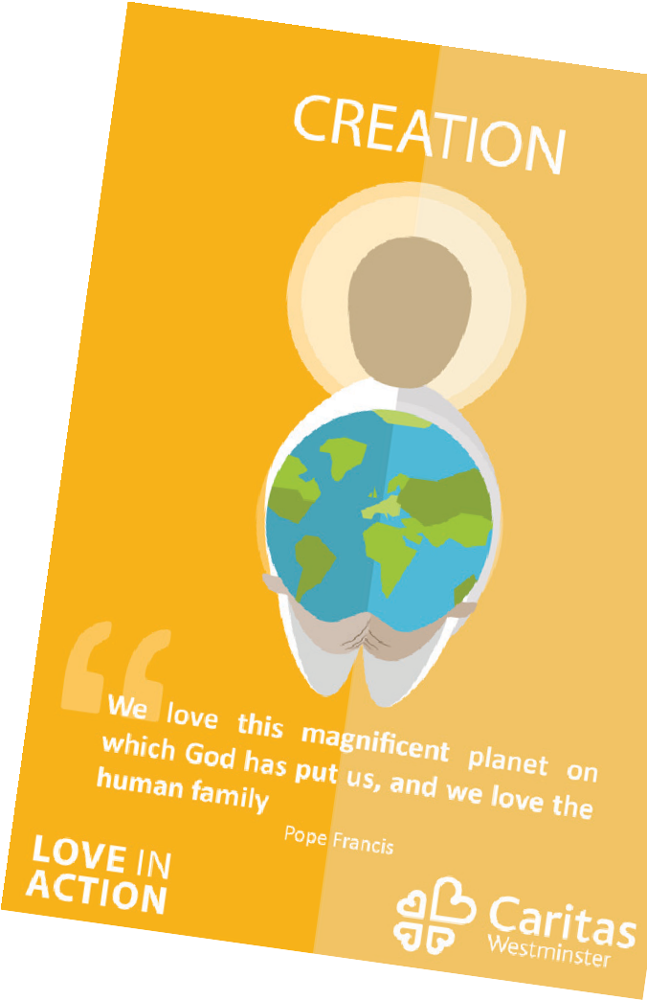 CREATION
“
We love this magnificent planet on
which God has put us, and we love the
human family
Pope Francis
LOVE IN
ACTION
Caritas
Westminster